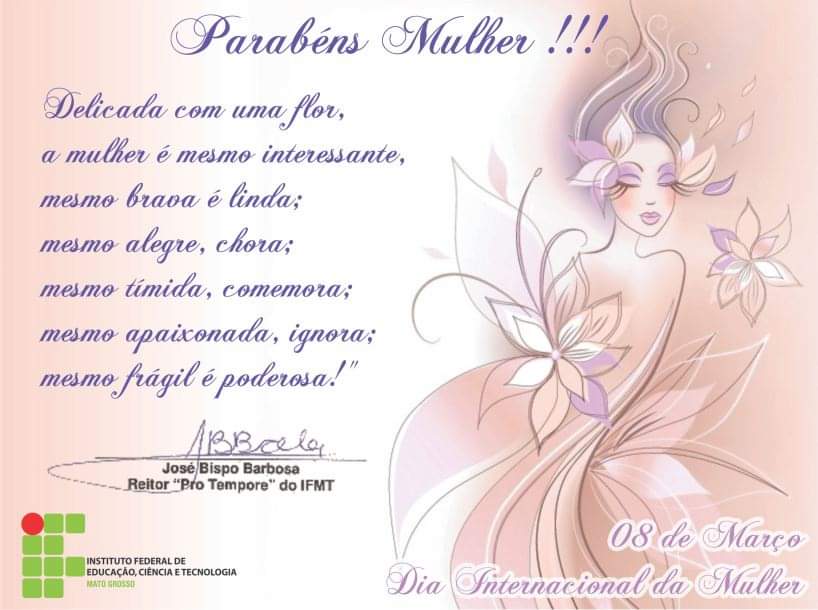 Parabéns Mulher !!!
Delicada com uma flor,
a mulher é mesmo interessante,
mesmo brava é linda;
mesmo alegre, chora;
mesmo tímida, comemora;
mesmo apaixonada, ignora;
mesmo frágil é poderosa!"
José Bispo Barbosa
Reitor "Pro Tempore" do IFMT
INSTITUTO FEDERAL DE
EDUCAÇÃO, CIÊNCIA E TECNOLOGIA
MATO GROSSO
08 de Março
Dia Internacional da Mulher